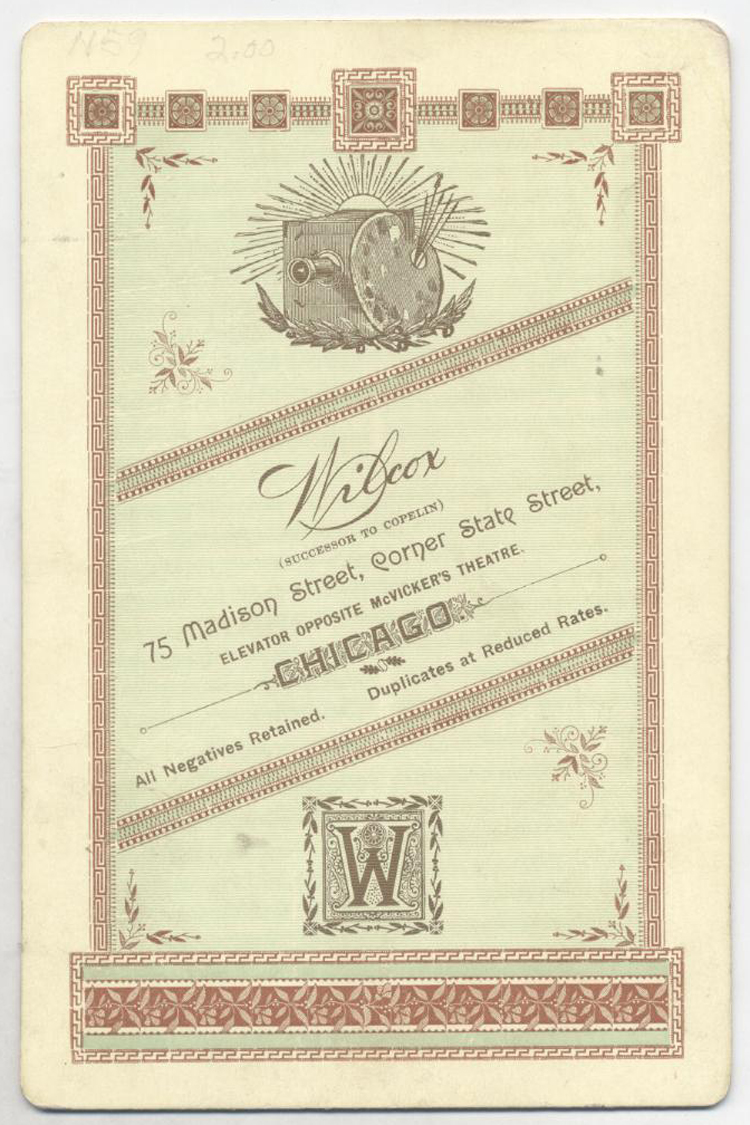 N59 2.00
Wilcox
(SUCCESSOR TO COPELIN)
75 Madison Street, Corner State Street,
ELEVATOR OPPOSITE McVICKER'S THEATRE.
CHICAGO
All Negatives Retained. Duplicates at Reduced Rates.
W